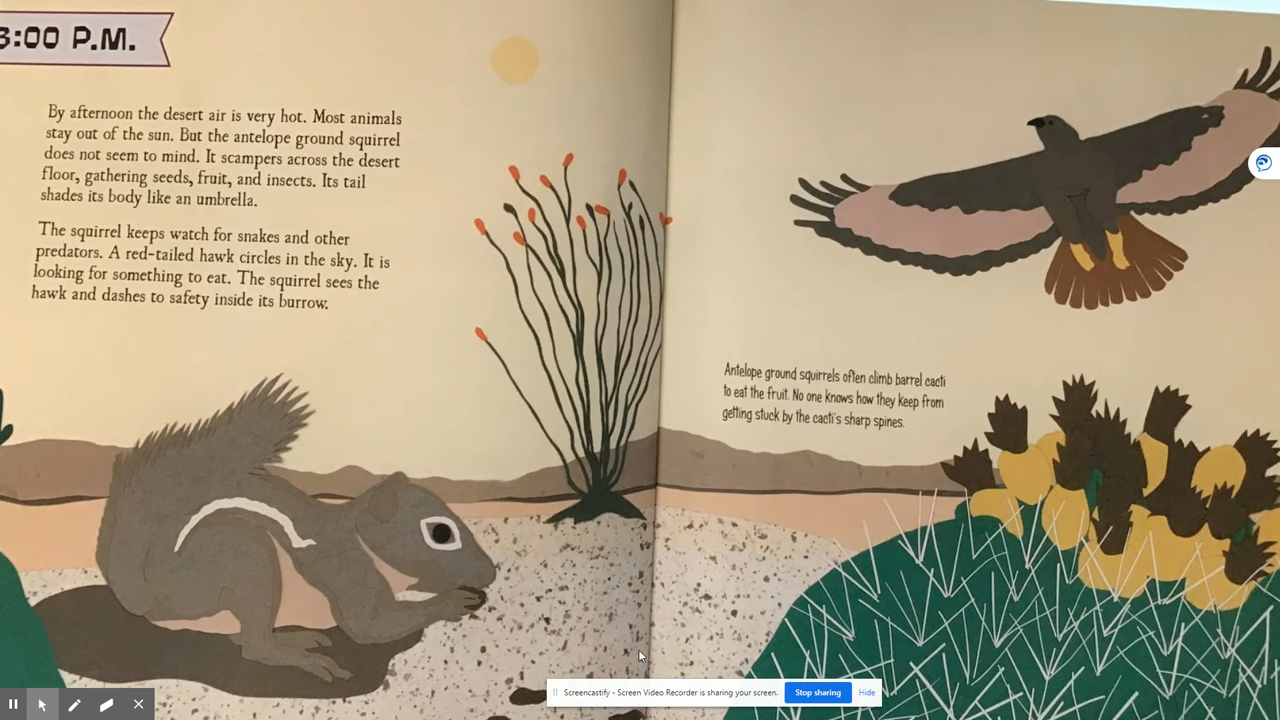 3:00 P.M.
By afternoon the desert air is very hot. Most animals
stay out of the sun. But the antelope ground squirrel
does not seem to mind. It scampers across the desert
floor, gathering seeds, fruit, and insects. Its tail
shades its body like an umbrella.
The squirrel keeps watch for snakes and other
predators. A red-tailed hawk circles in the sky. It is
looking for something to eat. The squirrel sees the
hawk and dashes to safety inside its burrow.
Antelope ground squirrels often climb barrel cacti
to eat the fruit. No one knows how they keep from
getting stuck by the cacti's sharp spines.
Screencastify - Screen Video Recorder is sharing your screen.
Stop sharing
Hide